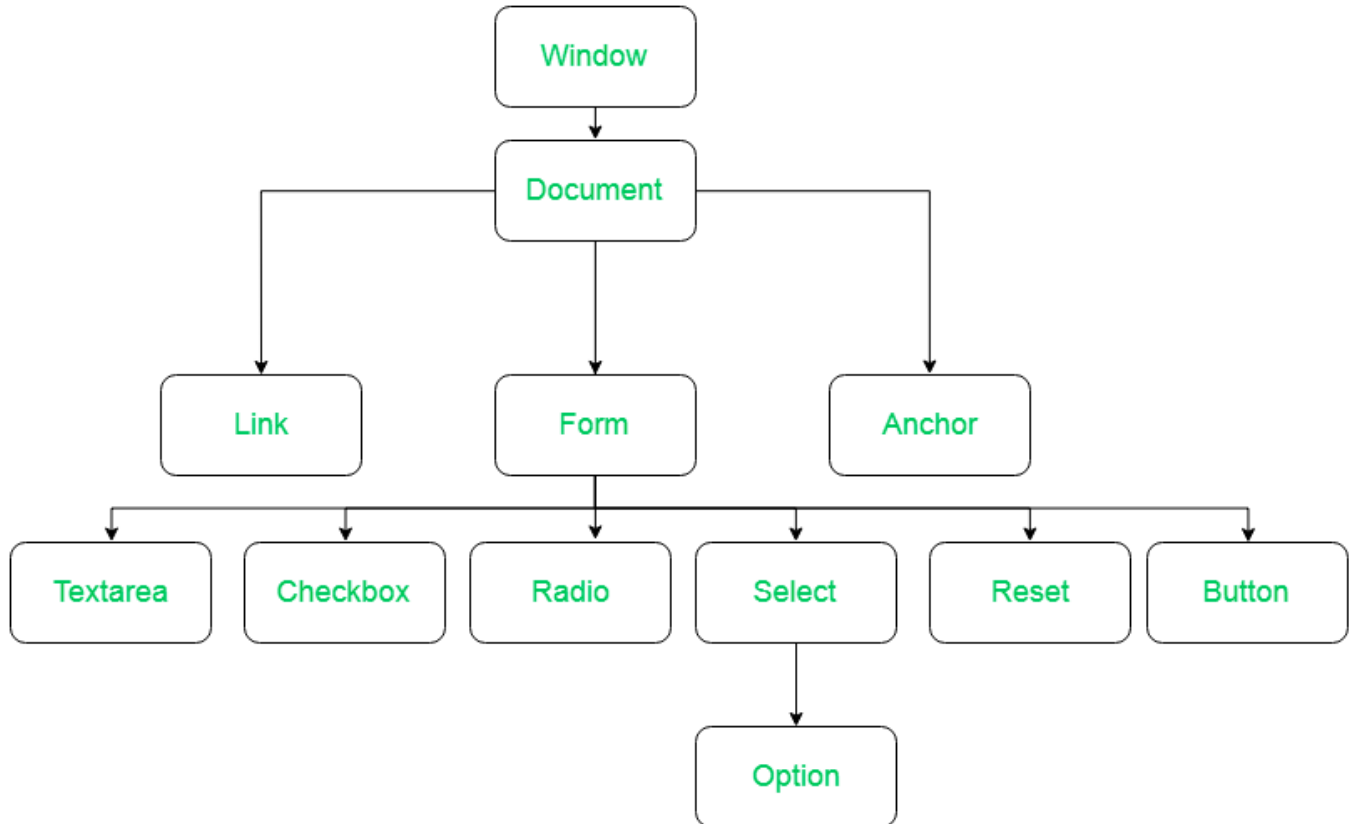 Window
Document
Link
Form
Anchor
Textarea
Checkbox
Radio
Select
Reset
Button
Option